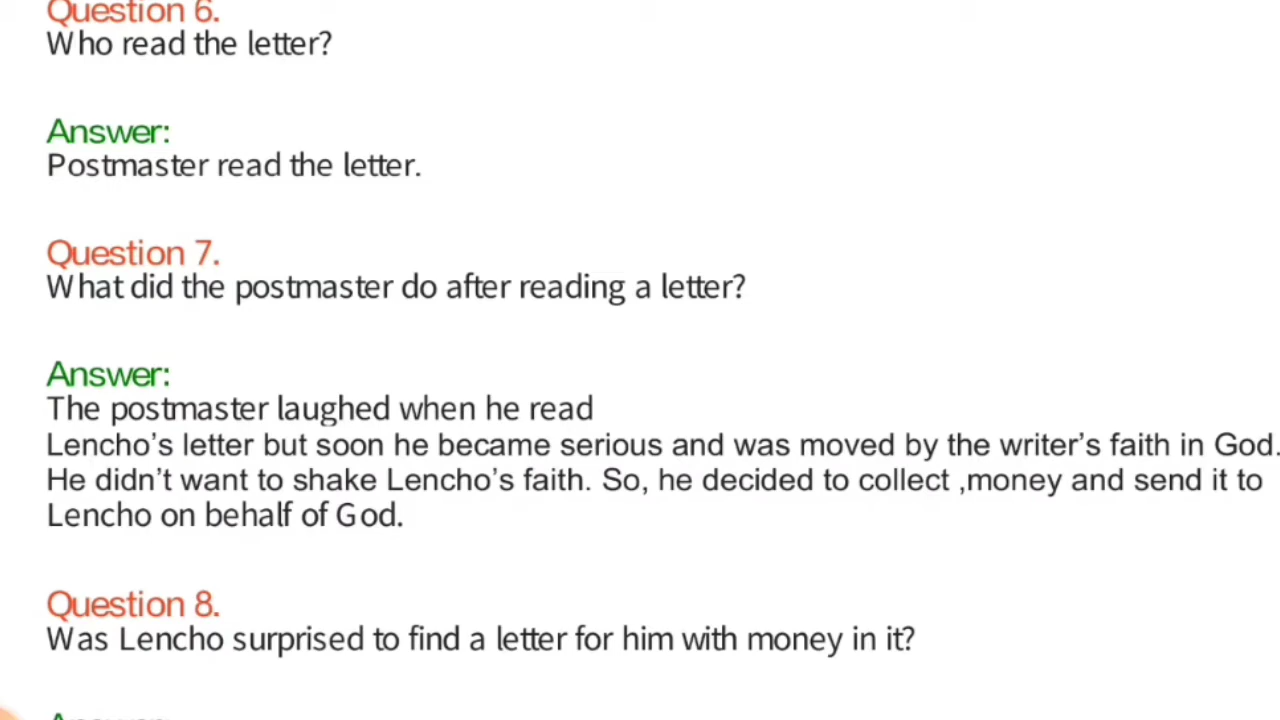 Question 6.
Who read the letter?
Answer:
Postmaster read the letter.
Question 7.
What did the postmaster do after reading a letter?
Answer:
The postmaster laughed when he read
Lencho’s letter but soon he became serious and was moved by the writer’s faith in God.
He didn’t want to shake Lencho’s faith. So, he decided to collect ,money and send it to
Lencho on behalf of God.
Question 8.
Was Lencho surprised to find a letter for him with money in it?